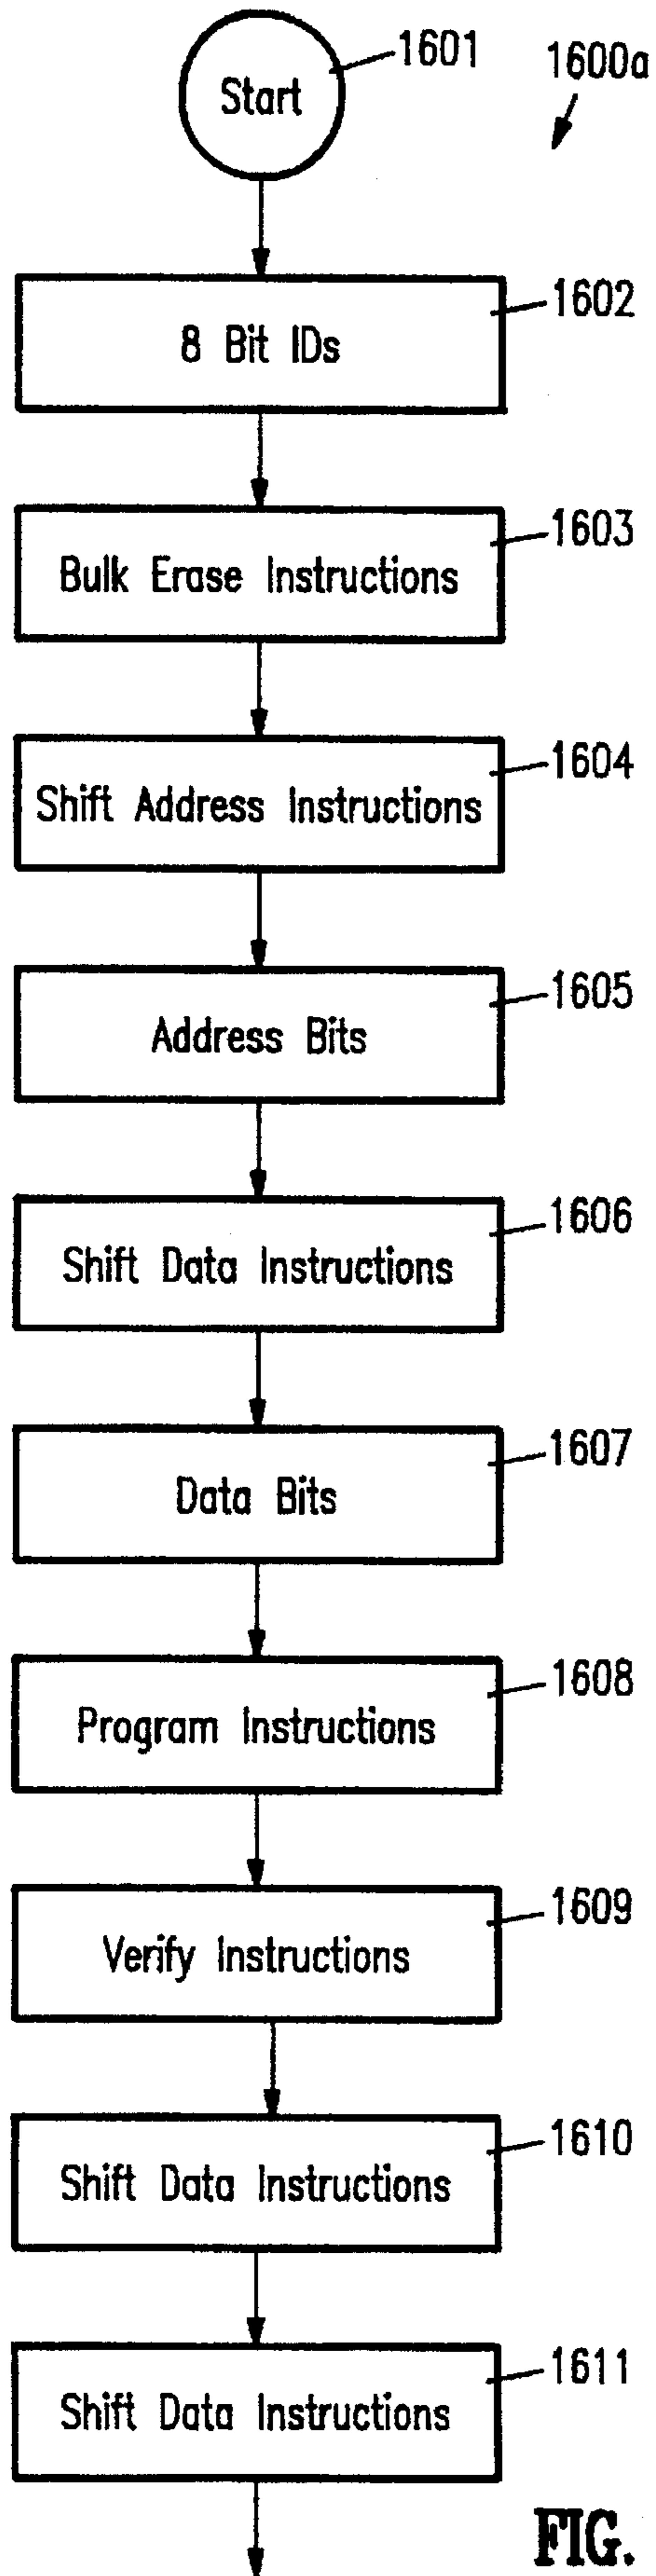 1601
1600a
Start
1602
8 Bit IDs
1603
Bulk Erase Instructions
1604
Shift Address Instructions
1605
Address Bits
1606
Shift Data Instructions
1607
Data Bits
1608
Program Instructions
1609
Verify Instructions
1610
Shift Data Instructions
1611
Shift Data Instructions
FIG.